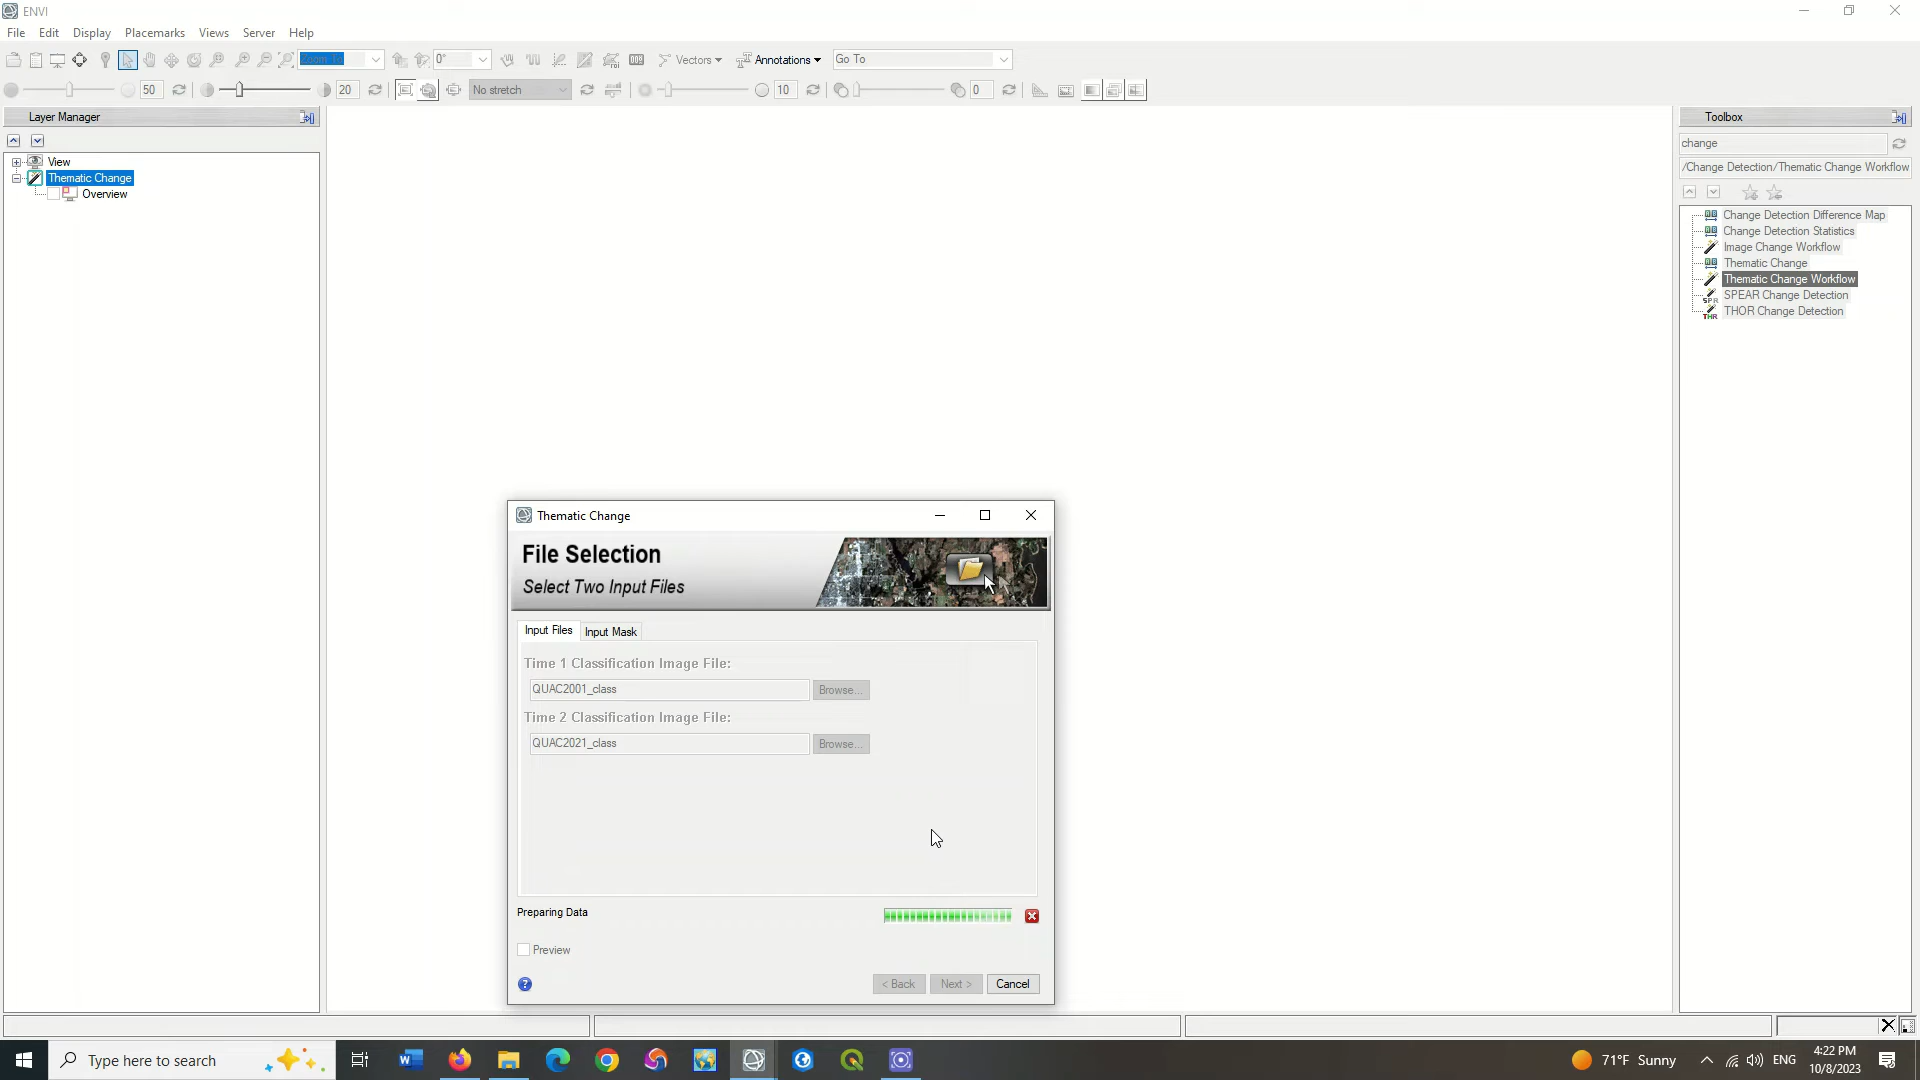 ENVI
File Edit Display Placemarks Views Server Help
0° Vectors Annotations Go To
50 20 No stretch 10 0
Layer Manager
View
Thematic Change
Overview
Toolbox
change
/Change Detection/Thematic Change Workflow
Change Detection Difference Map
Change Detection Statistics
Image Change Workflow
Thematic Change
Thematic Change Workflow
SPEAR Change Detection
THOR Change Detection
Thematic Change
File Selection
Select Two Input Files
Input Files Input Mask
Time 1 Classification Image File:
QUAC2001_class Browse...
Time 2 Classification Image File:
QUAC2021_class Browse...
Preparing Data
Preview
< Back Next > Cancel
Type here to search
71°F Sunny
ENG
4:22 PM
10/8/2023